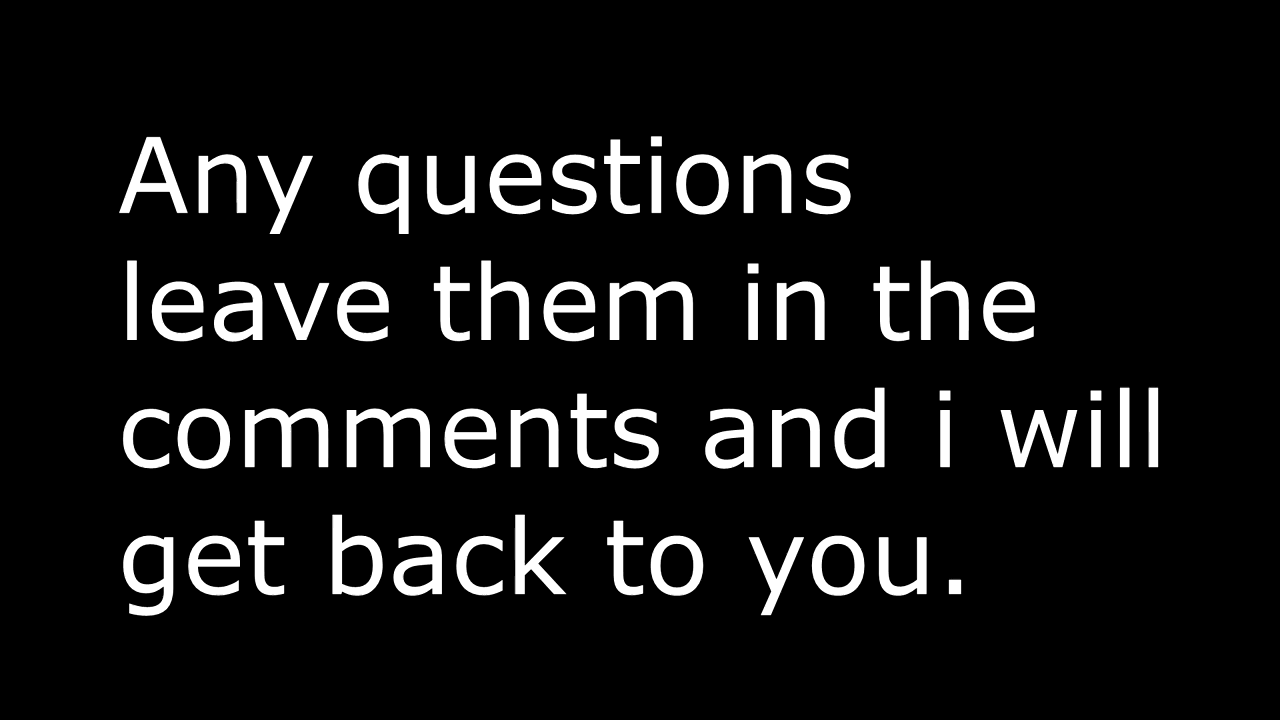 Any questions
leave them in the
comments and i will
get back to you.